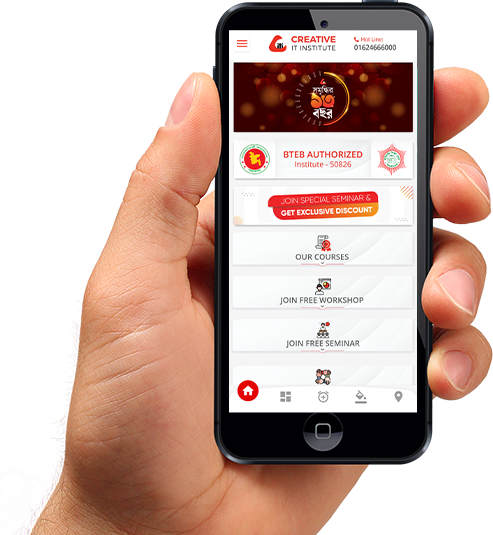 CREATIVE
IT INSTITUTE
Hot Line:
01624666000
সমৃদ্ধির
১৩
বছর
BTEB AUTHORIZED
Institute - 50826
JOIN SPECIAL SEMINAR &
GET EXCLUSIVE DISCOUNT
OUR COURSES
JOIN FREE WORKSHOP
JOIN FREE SEMINAR